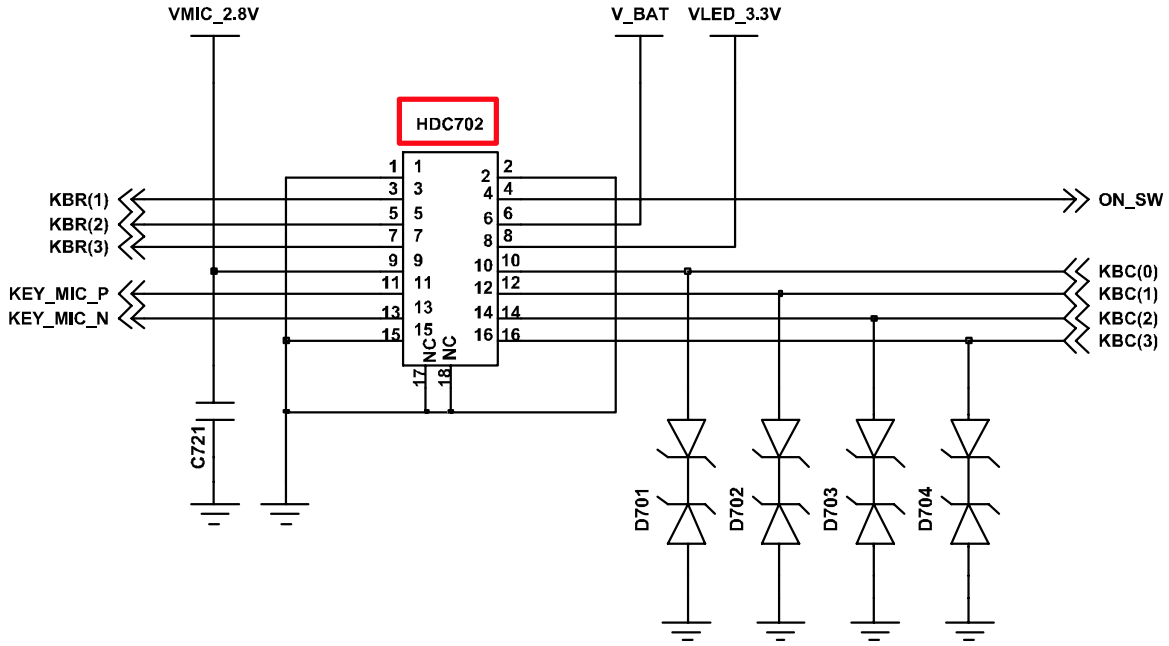 VMIC_2.8V V_BAT VLED_3.3V
HDC702
1 1 2 2
KBR(1) 3 3 4 4 ON_SW
KBR(2) 5 5 6 6
KBR(3) 7 7 8 8
9 9 10 10 KBC(0)
KEY_MIC_P 11 11 12 12 KBC(1)
KEY_MIC_N 13 13 14 14 KBC(2)
15 15 16 16 KBC(3)
NC NC
17 18
C721
D701 D702 D703 D704